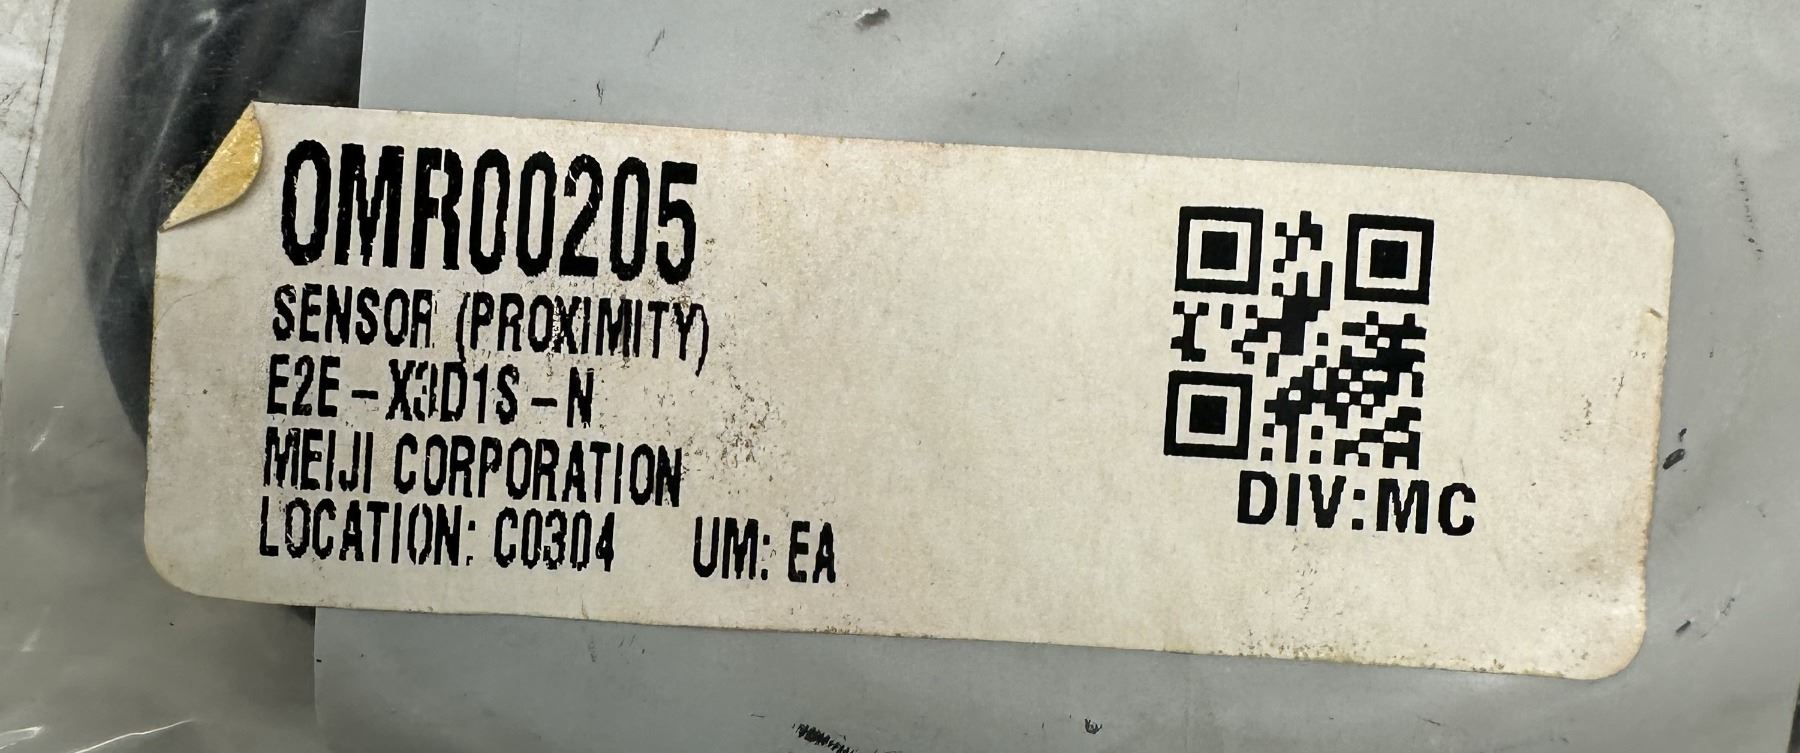 OMR00205
SENSOR (PROXIMITY)
E2E-X3D1S-N
MEIJI CORPORATION
LOCATION: C0304 UM: EA
DIV:MC